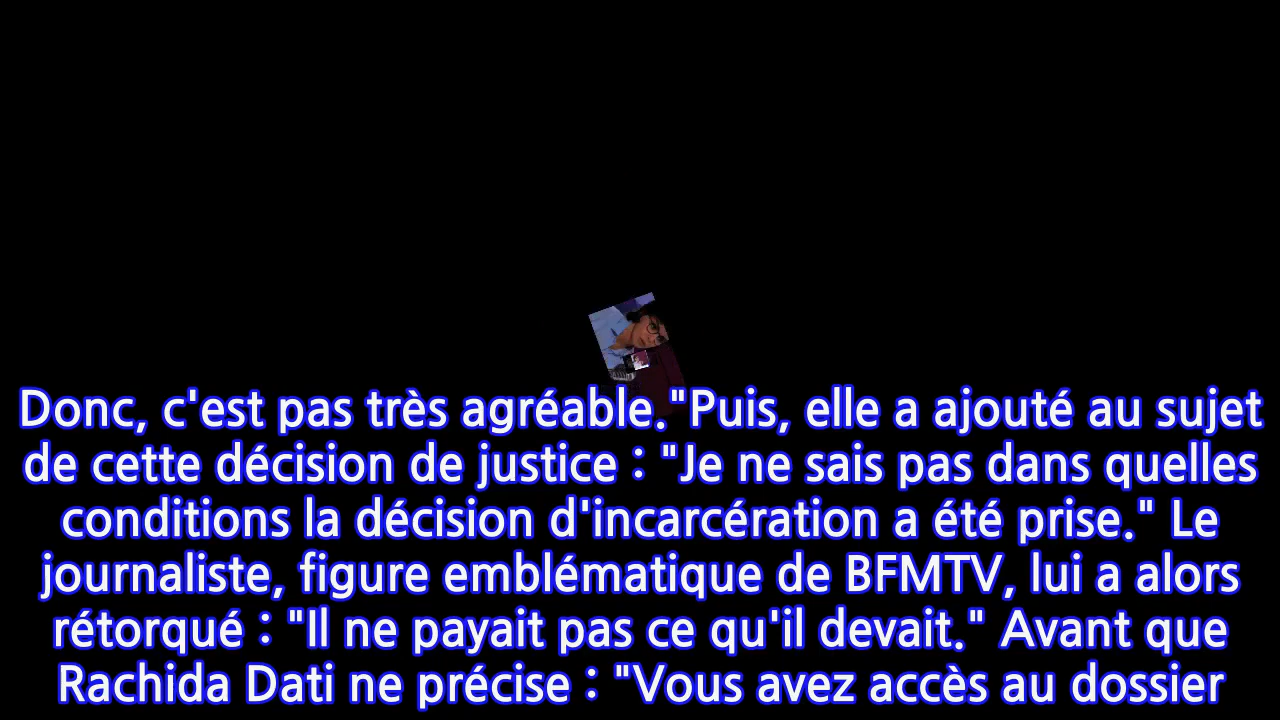 Donc, c'est pas très agréable."Puis, elle a ajouté au sujet
de cette décision de justice : "Je ne sais pas dans quelles
conditions la décision d'incarcération a été prise." Le
journaliste, figure emblématique de BFMTV, lui a alors
rétorqué : "Il ne payait pas ce qu'il devait." Avant que
Rachida Dati ne précise : "Vous avez accès au dossier